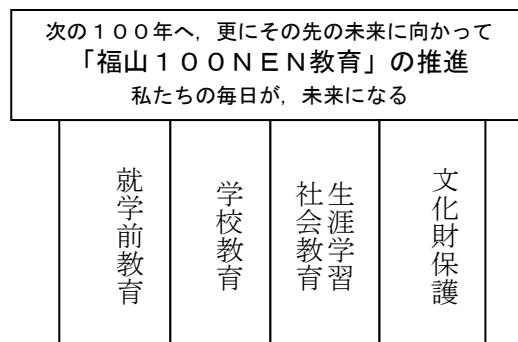 次の１００年へ，更にその先の未来に向かって
「福山１００ＮＥＮ教育」の推進
私たちの毎日が，未来になる
就学前教育
学校教育
生涯学習
社会教育
文化財保護